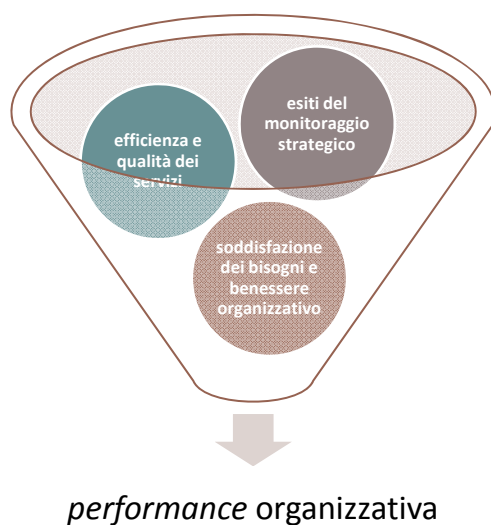 efficienza e
qualità dei
servizi
esiti del
monitoraggio
strategico
soddisfazione
dei bisogni e
benessere
organizzativo
performance organizzativa